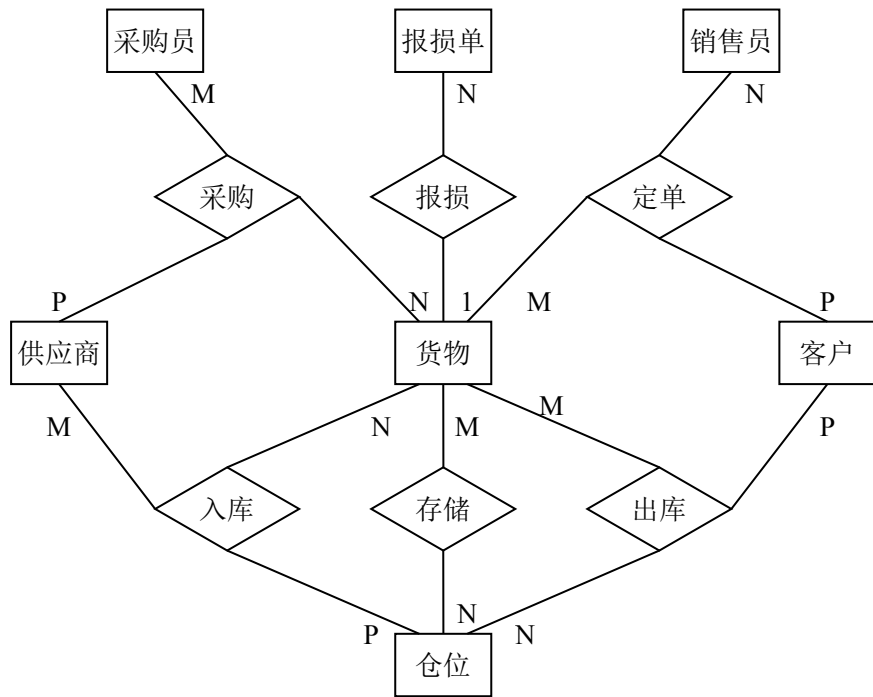 采购员 报损单 销售员
M N N
采购 报损 定单
P N 1 M P
供应商 货物 客户
M N M M P
入库 存储 出库
P N N
仓位